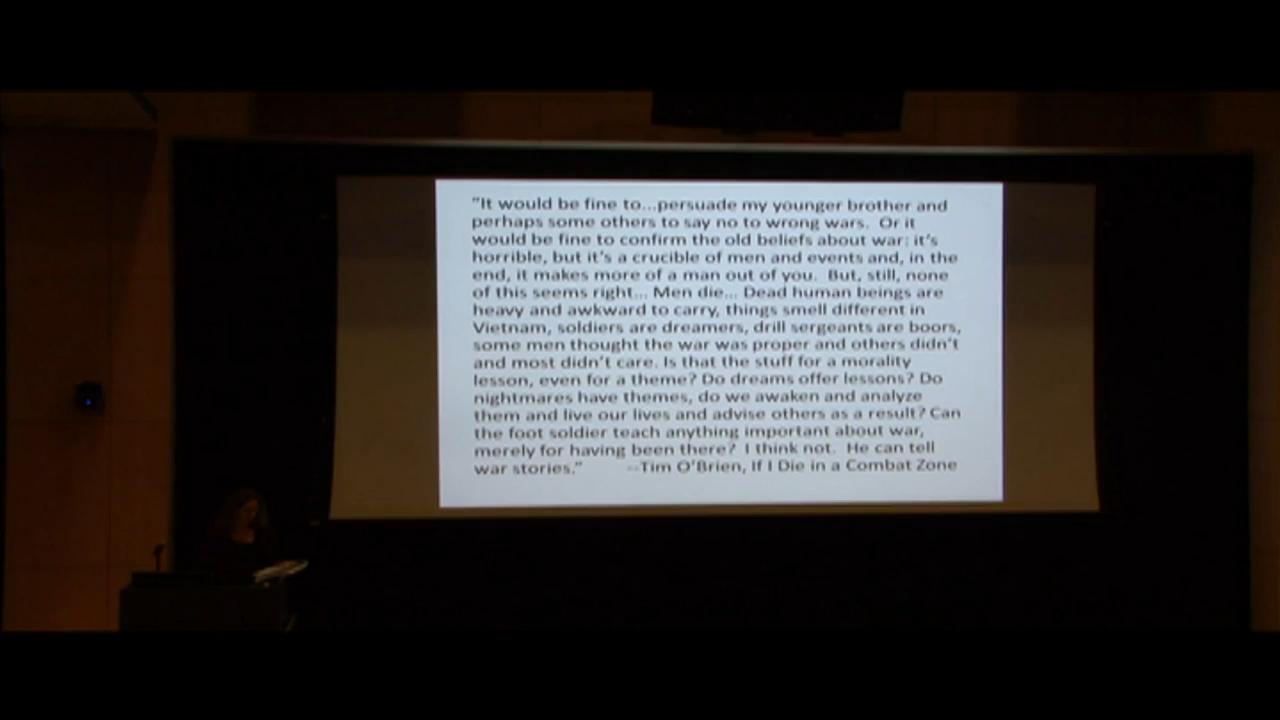 "It would be fine to...persuade my younger brother and
perhaps some others to say no to wrong wars.  Or it
would be fine to confirm the old beliefs about war: it's
horrible, but it's a crucible of men and events and, in the
end, it makes more of a man out of you.  But, still, none
of this seems right... Men die... Dead human beings are
heavy and awkward to carry, things smell different in
Vietnam, soldiers are dreamers, drill sergeants are boors,
some men thought the war was proper and others didn't
and most didn't care. Is that the stuff for a morality
lesson, even for a theme? Do dreams offer lessons? Do
nightmares have themes, do we awaken and analyze
them and live our lives and advise others as a result? Can
the foot soldier teach anything important about war,
merely for having been there?  I think not.  He can tell
war stories."  --Tim O'Brien, If I Die in a Combat Zone